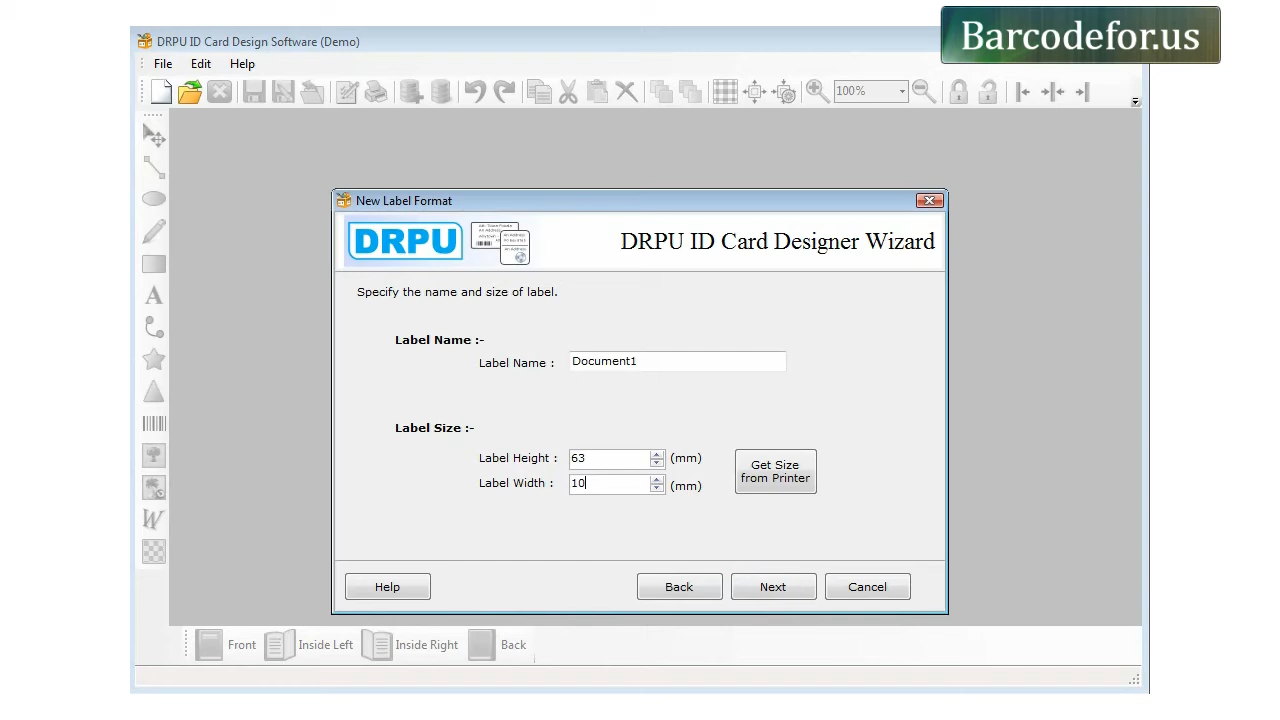 Barcodefor.us
DRPU ID Card Design Software (Demo)
File Edit Help
100%
New Label Format
DRPU
DRPU ID Card Designer Wizard
Specify the name and size of label.
Label Name :-
Label Name : Document1
Label Size :-
Label Height : 63 (mm)
Get Size
from Printer
Label Width : 10 (mm)
Help Back Next Cancel
Front Inside Left Inside Right Back